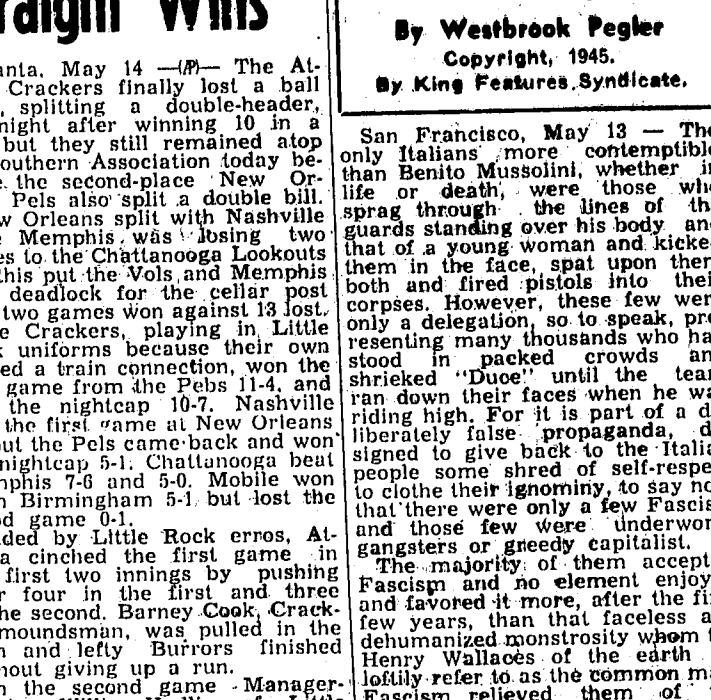 raight Wins
anta, May 14 —(AP)— The At-
Crackers finally lost a ball
, splitting a double-header,
night after winning 10 in a
but they still remained atop
outhern Association today be-
e the second-place New Or-
Pels also split a double bill.
w Orleans split with Nashville
e Memphis was losing two
es to the Chattanooga Lookouts
this put the Vols and Memphis
deadlock for the cellar post
two games won against 13 lost.
e Crackers, playing in Little
k uniforms because their own
ed a train connection, won the
game from the Pebs 11-4, and
the nightcap 10-7. Nashville
the first game at New Orleans
out the Pels came back and won
nightcap 5-1. Chattanooga beat
mphis 7-6 and 5-0. Mobile won
n Birmingham 5-1, but lost the
d game 0-1.
ded by Little Rock erros, At-
a cinched the first game in
first two innings by pushing
r four in the first and three
he second. Barney Cook, Crack-
moundsman, was pulled in the
h and lefty Burrors finished
hout giving up a run.
the second game Manager-
By Westbrook Pegler
Copyright, 1945.
By King Features Syndicate.
San Francisco, May 13 — The
only Italians more contemptible
than Benito Mussolini, whether in
life or death, were those wh
sprag through the lines of th
guards standing over his body an
that of a young woman and kicke
them in the face, spat upon them
both and fired pistols into thei
corpses. However, these few wer
only a delegation, so to speak, pre
resenting many thousands who ha
stood in packed crowds an
shrieked "Duce" until the tear
ran down their faces when he wa
riding high. For it is part of a d
liberately false propaganda, d
signed to give back to the Italia
people some shred of self-respe
to clothe their ignominy, to say no
that there were only a few Fascis
and those few were underwor
gangsters or greedy capitalist.
The majority of them accept
Fascism and no element enjoy
and favored it more, after the fi
few years, than that faceless a
dehumanized monstrosity whom t
Henry Wallaces of the earth
loftily refer to as the common ma
Fascism relieved them of